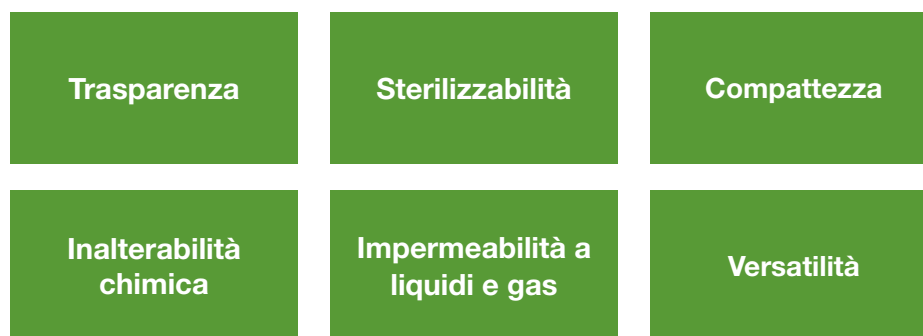 Trasparenza
Sterilizzabilità
Compattezza
Inalterabilità
chimica
Impermeabilità a
liquidi e gas
Versatilità